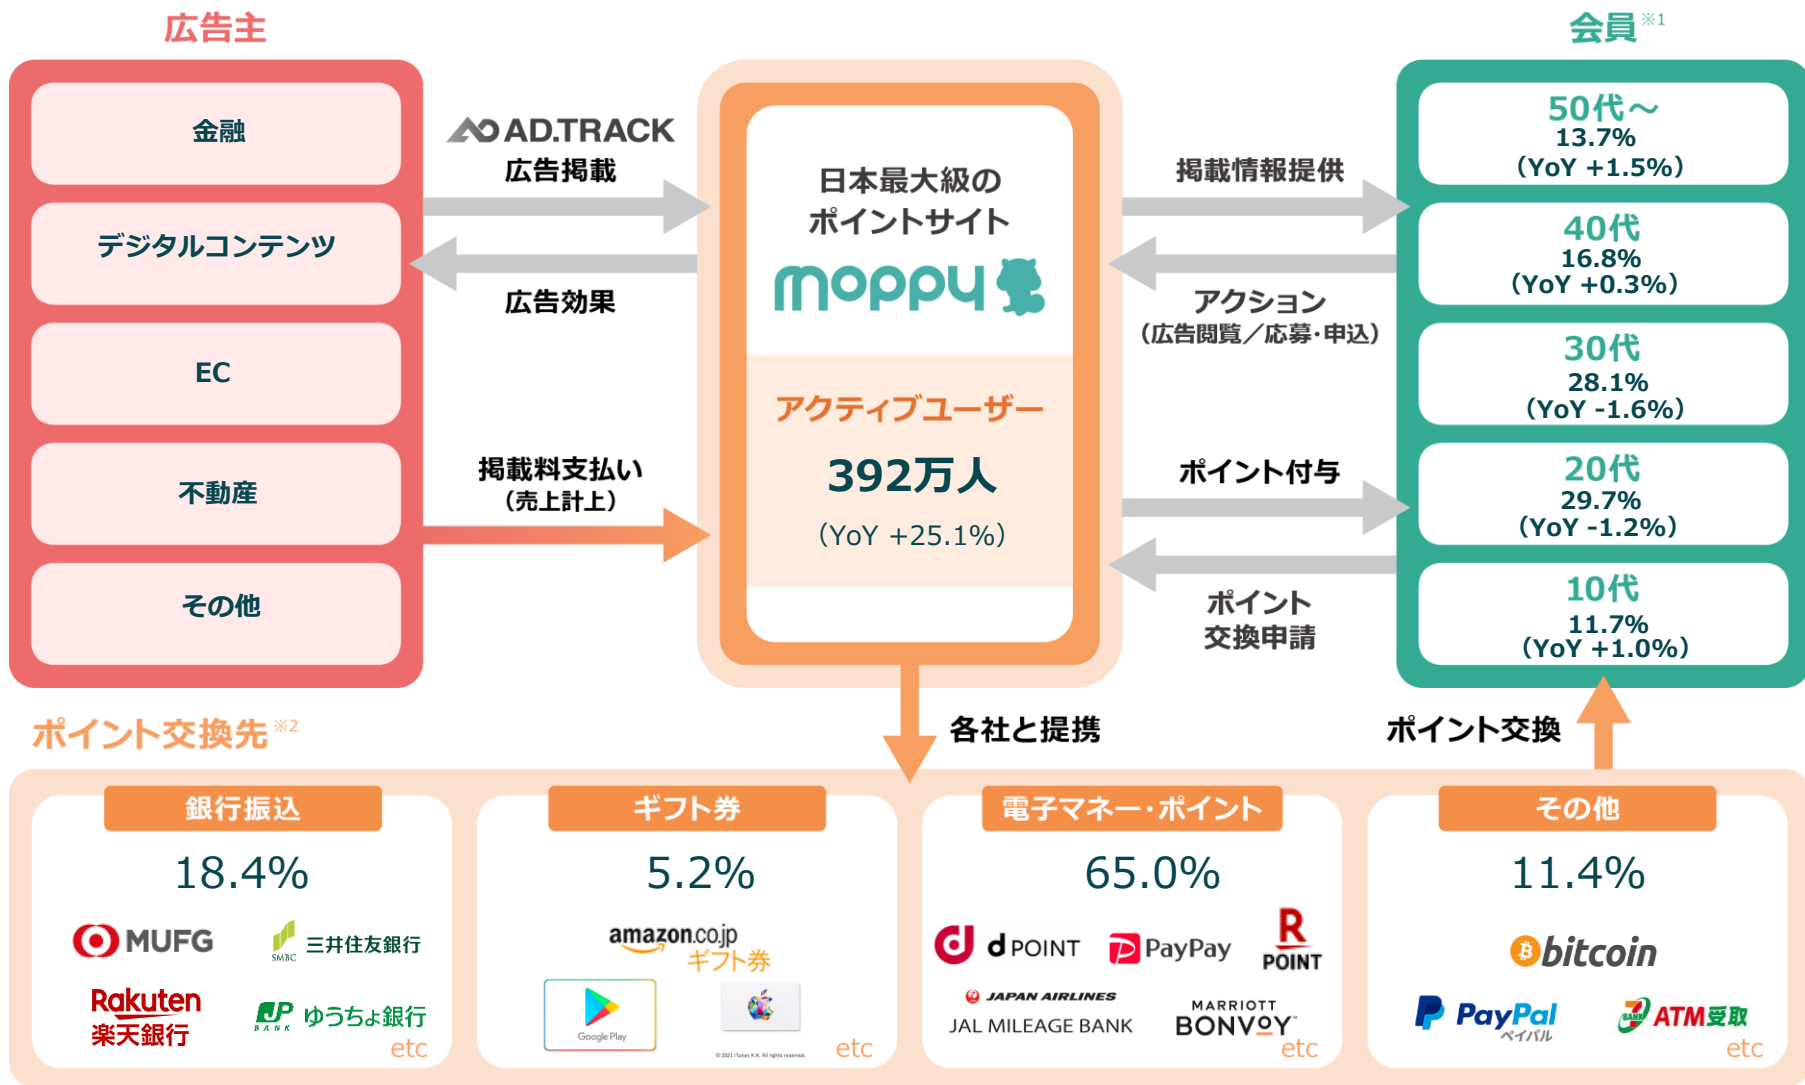 広告主
金融
デジタルコンテンツ
EC
不動産
その他
AD.TRACK
広告掲載
広告効果
掲載料支払い
（売上計上）
日本最大級の
ポイントサイト
moppy
アクティブユーザー
392万人
（YoY +25.1%）
掲載情報提供
アクション
（広告閲覧／応募・申込）
ポイント付与
ポイント
交換申請
会員※1
50代～
13.7%
（YoY +1.5%）
40代
16.8%
（YoY +0.3%）
30代
28.1%
（YoY -1.6%）
20代
29.7%
（YoY -1.2%）
10代
11.7%
（YoY +1.0%）
各社と提携
ポイント交換
ポイント交換先※2
銀行振込
18.4%
MUFG
SMBC
三井住友銀行
Rakuten
楽天銀行
JP
BANK
ゆうちょ銀行
etc
ギフト券
5.2%
amazon.co.jp
ギフト券
Google Play
© 2021 iTunes K.K. All rights reserved.
etc
電子マネー・ポイント
65.0%
d POINT
PayPay
R
POINT
JAPAN AIRLINES
JAL MILEAGE BANK
MARRIOTT
BONVOY™
etc
その他
11.4%
bitcoin
PayPal
ペイパル
7 BANK
ATM受取
etc